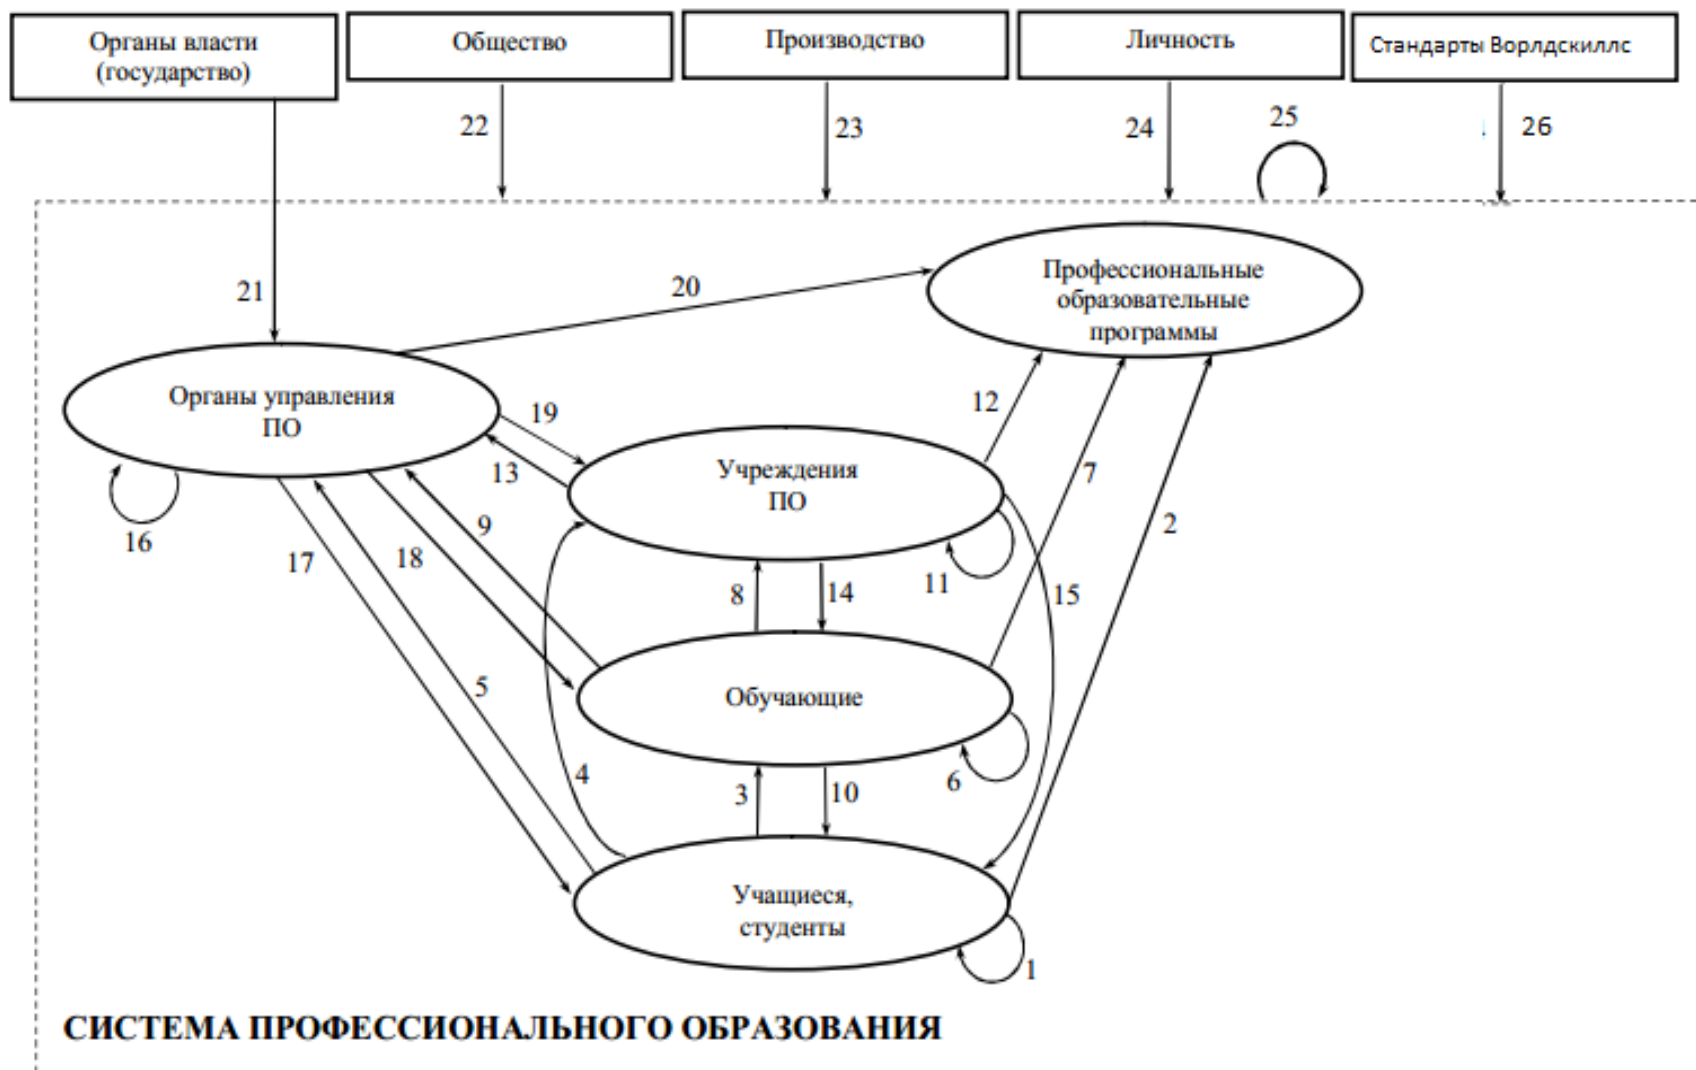 Органы власти
(государство)
Общество
Производство
Личность
Стандарты Ворлдскиллс
22
23
24
25
26
21
20
Профессиональные
образовательные
программы
Органы управления
ПО
19
12
13
Учреждения
ПО
7
16
17
18
9
2
11
8
14
15
5
Обучающие
4
3
10
6
Учащиеся,
студенты
1
СИСТЕМА ПРОФЕССИОНАЛЬНОГО ОБРАЗОВАНИЯ